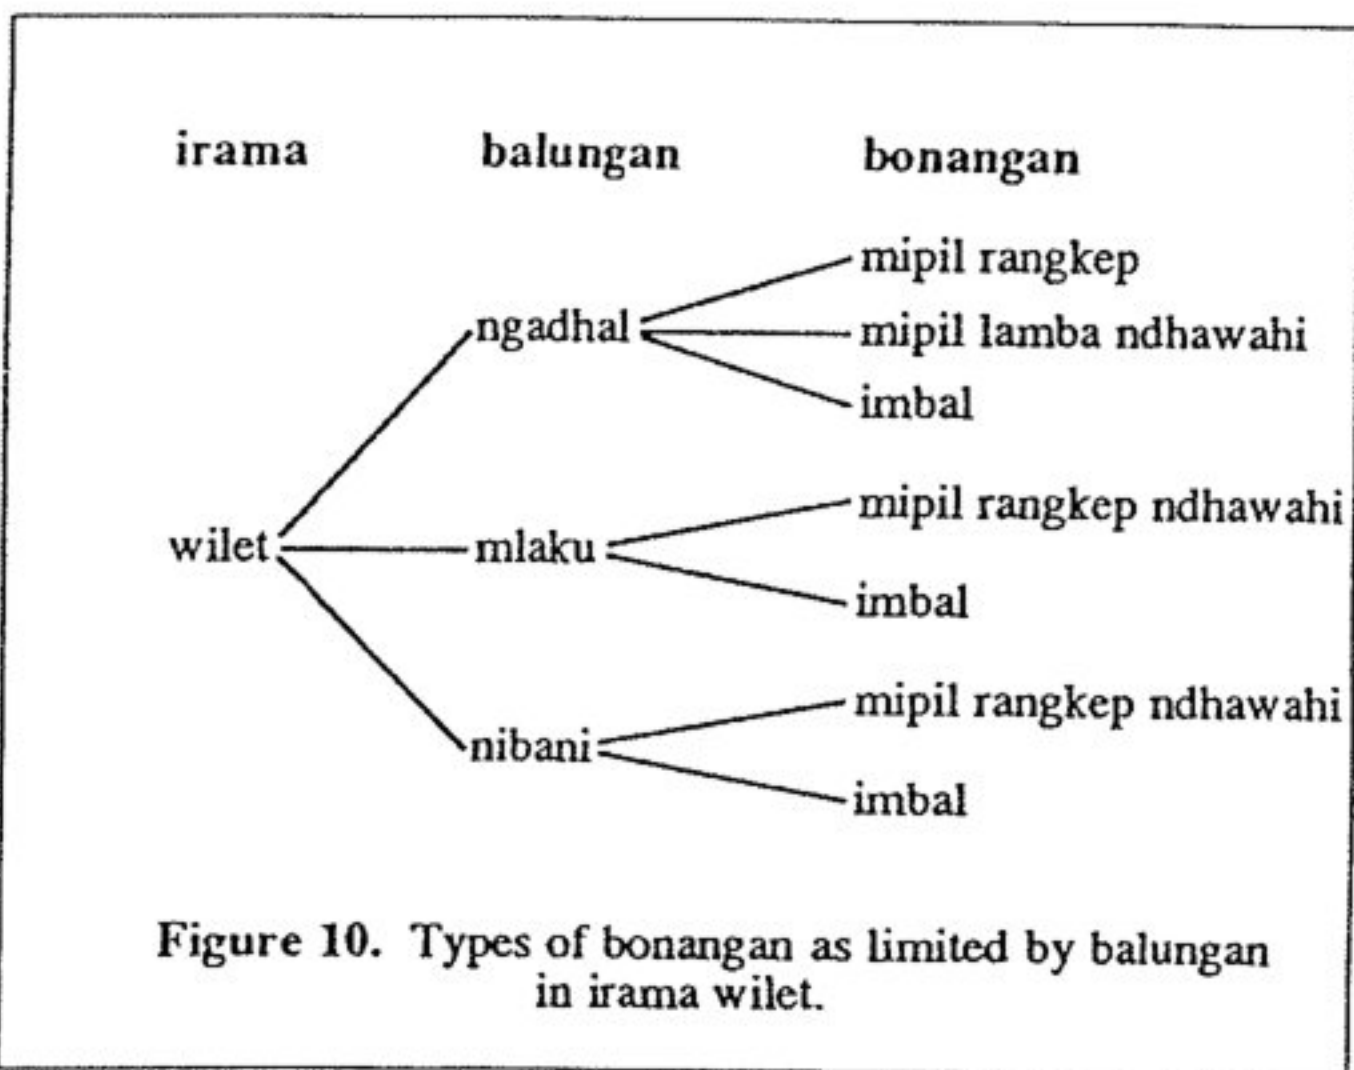 irama balungan bonangan
mipil rangkep
ngadhal mipil lamba ndhawahi
imbal
mipil rangkep ndhawahi
wilet mlaku
imbal
mipil rangkep ndhawahi
nibani
imbal
Figure 10. Types of bonangan as limited by balungan
in irama wilet.